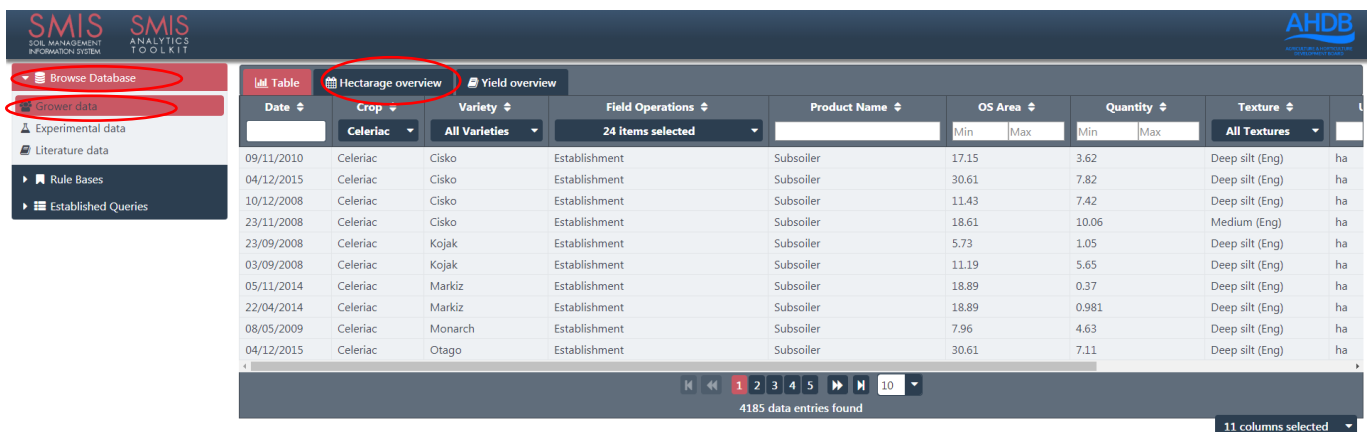 SMIS SMIS AHDB
SOIL MANAGEMENT ANALYTICS
INFORMATION SYSTEM TOOLKIT
AGRICULTURE & HORTICULTURE
DEVELOPMENT BOARD
Browse Database
Grower data
Experimental data
Literature data
Rule Bases
Established Queries
Table Hectarage overview Yield overview
Date Crop Variety Field Operations Product Name OS Area Quantity Texture U
Celeriac All Varieties 24 items selected Min Max Min Max All Textures
09/11/2010 Celeriac Cisko Establishment Subsoiler 17.15 3.62 Deep silt (Eng) ha
04/12/2015 Celeriac Cisko Establishment Subsoiler 30.61 7.82 Deep silt (Eng) ha
10/12/2008 Celeriac Cisko Establishment Subsoiler 11.43 7.42 Deep silt (Eng) ha
23/11/2008 Celeriac Cisko Establishment Subsoiler 18.61 10.06 Medium (Eng) ha
23/09/2008 Celeriac Kojak Establishment Subsoiler 5.73 1.05 Deep silt (Eng) ha
03/09/2008 Celeriac Kojak Establishment Subsoiler 11.19 5.65 Deep silt (Eng) ha
05/11/2014 Celeriac Markiz Establishment Subsoiler 18.89 0.37 Deep silt (Eng) ha
22/04/2014 Celeriac Markiz Establishment Subsoiler 18.89 0.981 Deep silt (Eng) ha
08/05/2009 Celeriac Monarch Establishment Subsoiler 7.96 4.63 Deep silt (Eng) ha
04/12/2015 Celeriac Otago Establishment Subsoiler 30.61 7.11 Deep silt (Eng) ha
1 2 3 4 5 10
4185 data entries found
11 columns selected